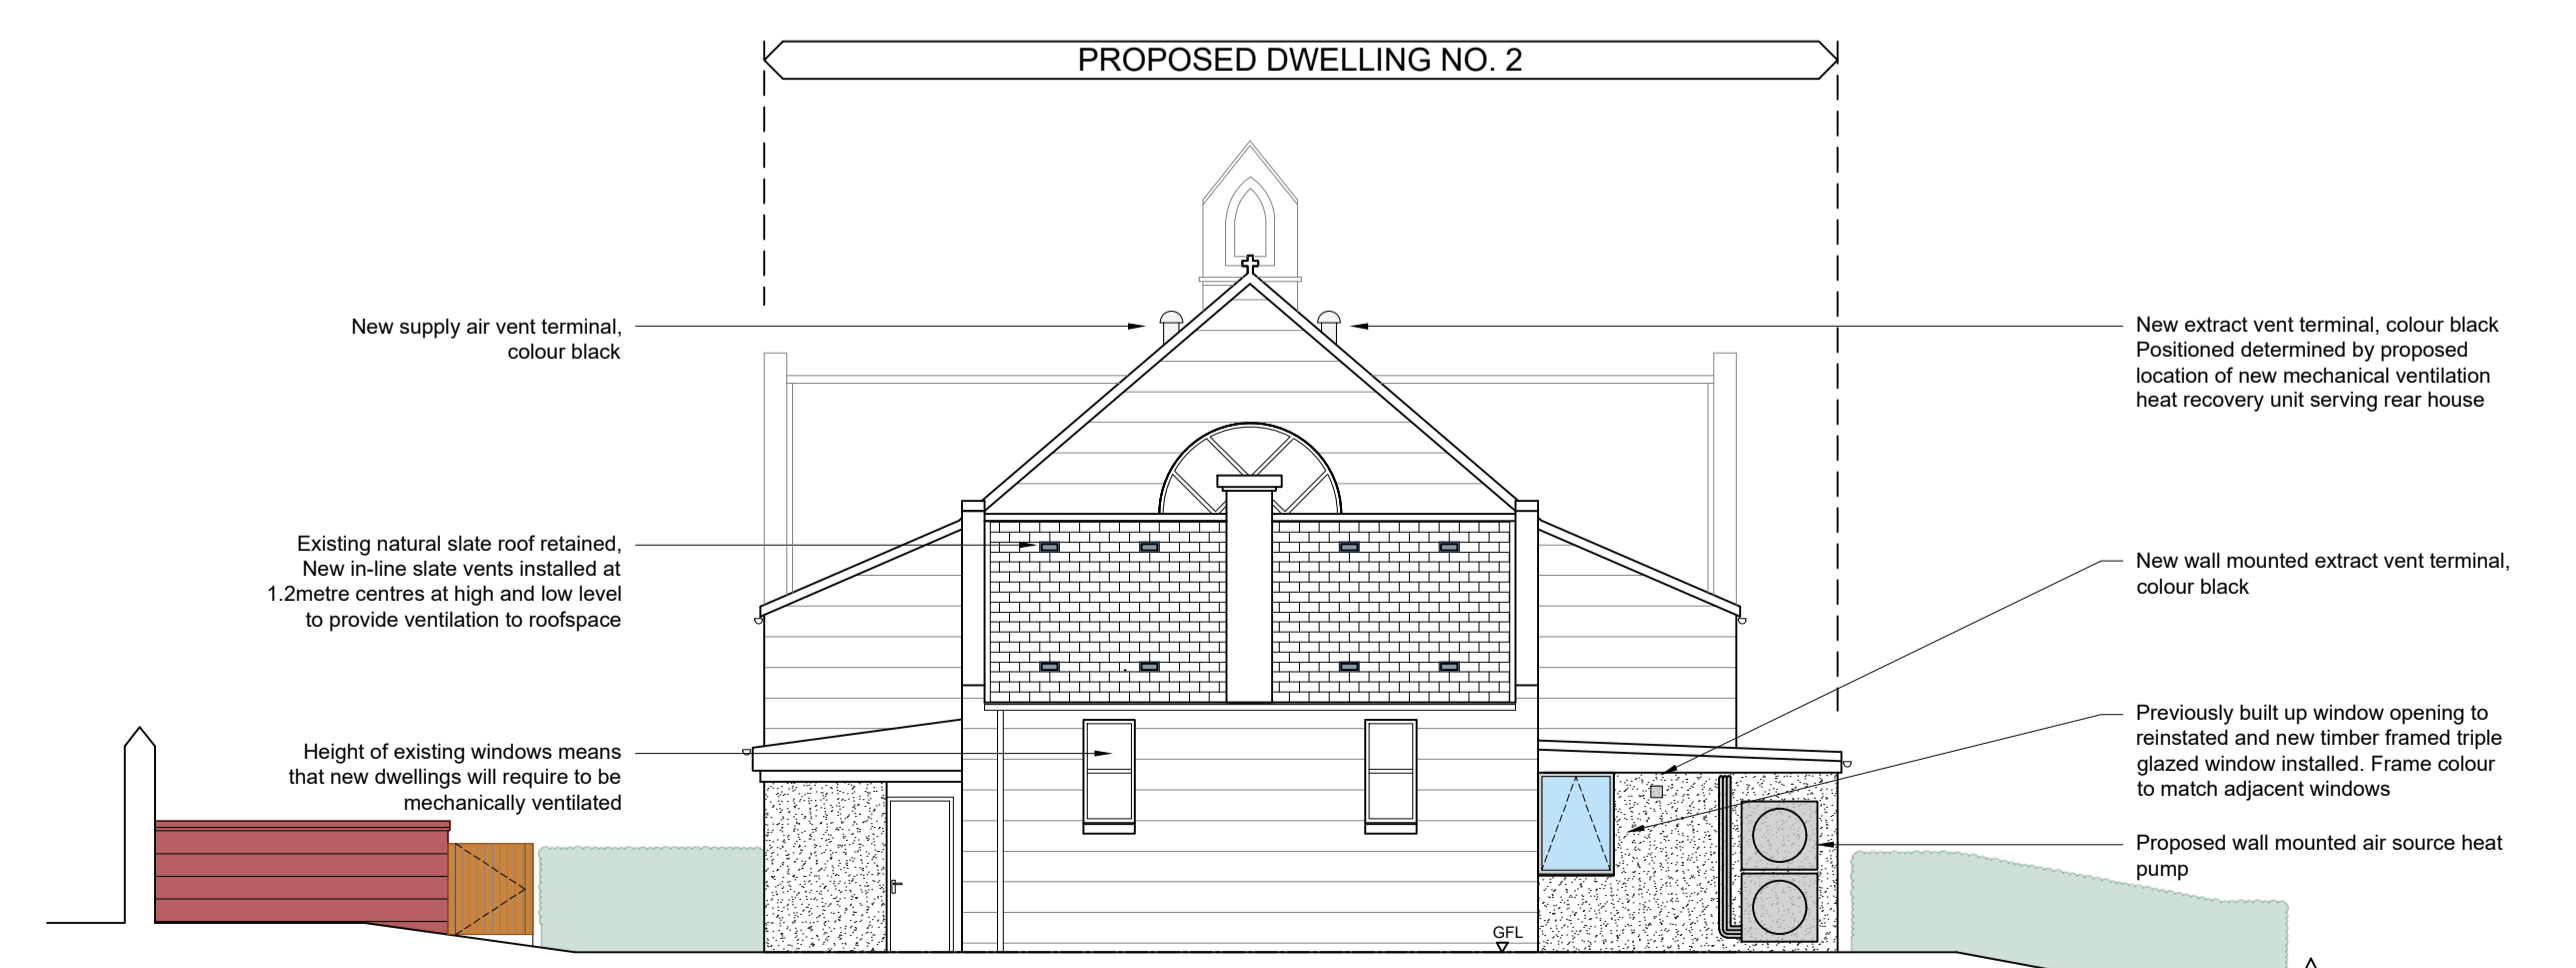 PROPOSED DWELLING NO. 2
New supply air vent terminal,
colour black
New extract vent terminal, colour black
Positioned determined by proposed
location of new mechanical ventilation
heat recovery unit serving rear house
Existing natural slate roof retained,
New in-line slate vents installed at
1.2metre centres at high and low level
to provide ventilation to roofspace
New wall mounted extract vent terminal,
colour black
Height of existing windows means
that new dwellings will require to be
mechanically ventilated
Previously built up window opening to
reinstated and new timber framed triple
glazed window installed. Frame colour
to match adjacent windows
Proposed wall mounted air source heat
pump
GFL